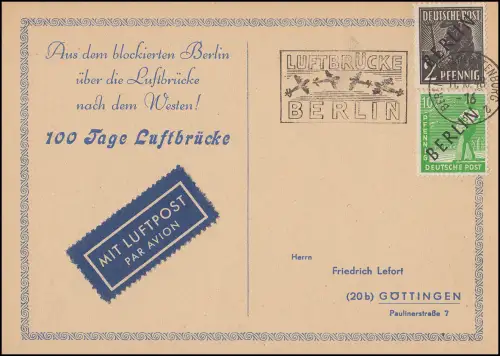 Aus dem blockierten Berlin
über die Luftbrücke
nach dem Westen!
100 Tage Luftbrücke
MIT LUFTPOST
PAR AVION
LUFTBRÜCKE
BERLIN
DEUTSCHE POST
BERLIN
2 PFENNIG
16
10 PFENNIG
BERLIN
DEUTSCHE POST
Herrn
Friedrich Lefort
(20b) GÖTTINGEN
Paulinerstraße 7